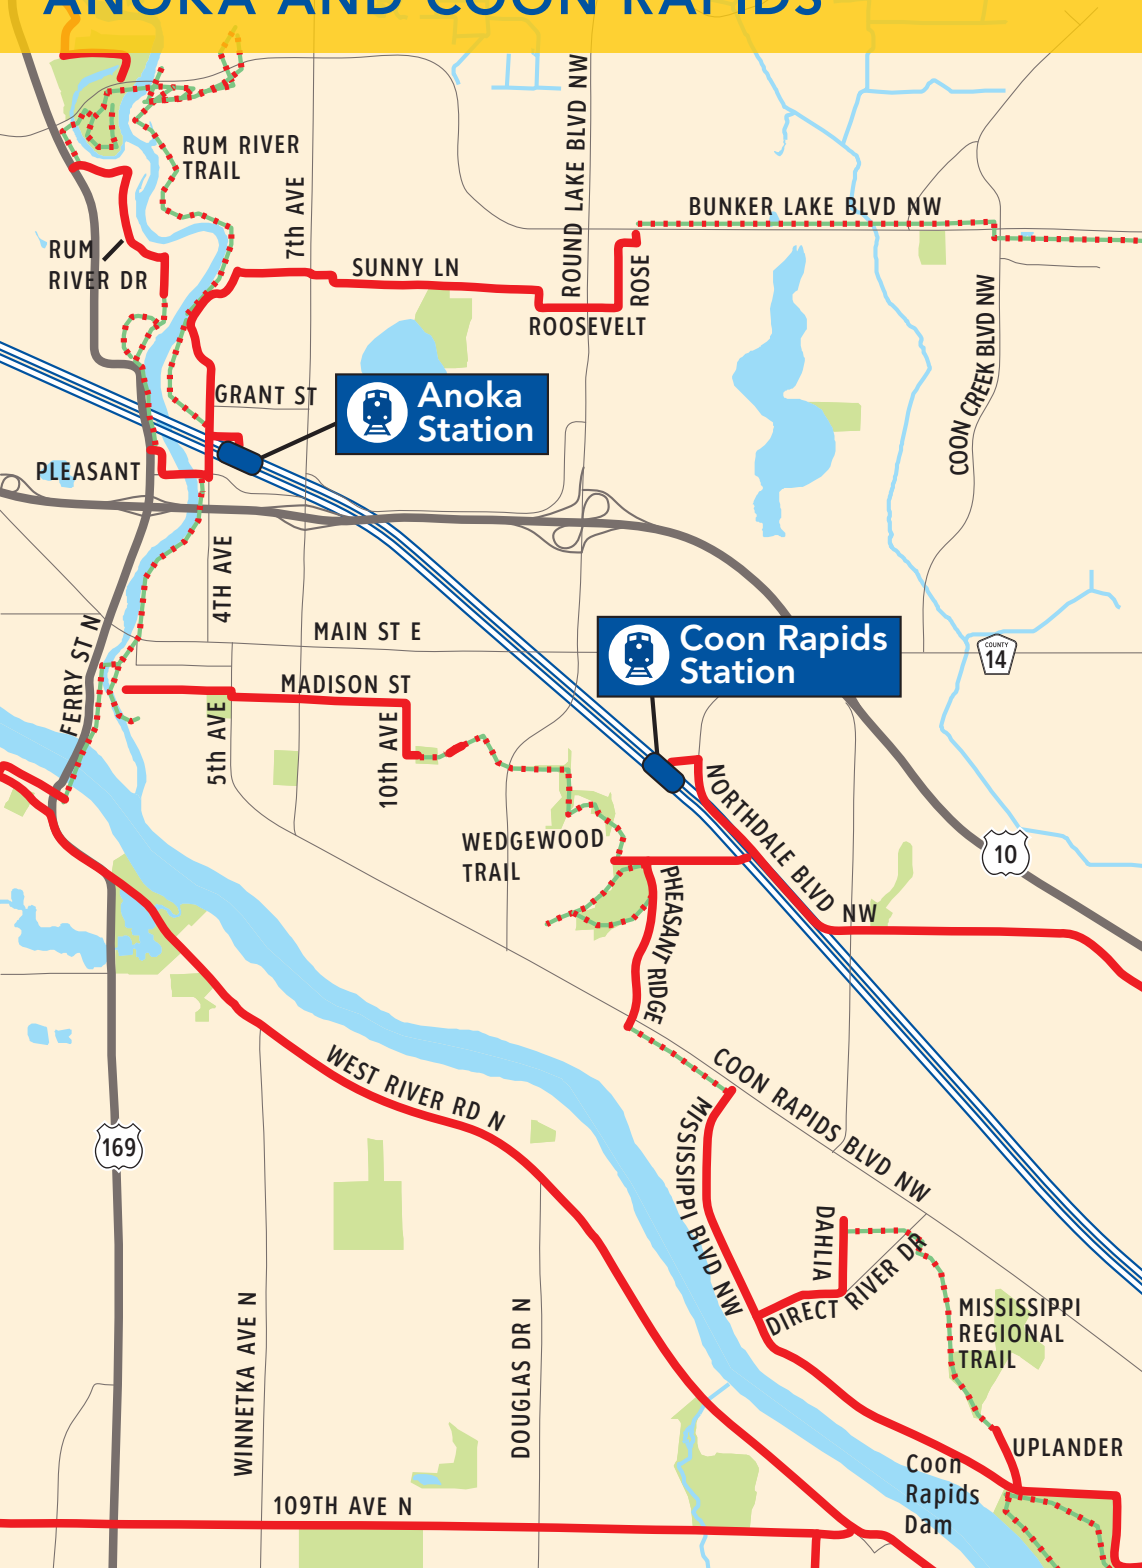 ANOKA AND COON RAPIDS
RUM RIVER
TRAIL
7th AVE
ROUND LAKE BLVD NW
BUNKER LAKE BLVD NW
RUM
RIVER DR
SUNNY LN
ROSE
ROOSEVELT
COON CREEK BLVD NW
GRANT ST
Anoka
Station
PLEASANT
4TH AVE
MAIN ST E
Coon Rapids
Station
COUNTY
14
FERRY ST N
MADISON ST
5th AVE
10th AVE
NORTHDALE BLVD NW
10
WEDGEWOOD
TRAIL
PHEASANT RIDGE
WEST RIVER RD N
COON RAPIDS BLVD NW
169
MISSISSIPPI BLVD NW
DAHLIA
DIRECT RIVER DR
MISSISSIPPI
REGIONAL
TRAIL
WINNETKA AVE N
DOUGLAS DR N
UPLANDER
Coon
Rapids
Dam
109TH AVE N